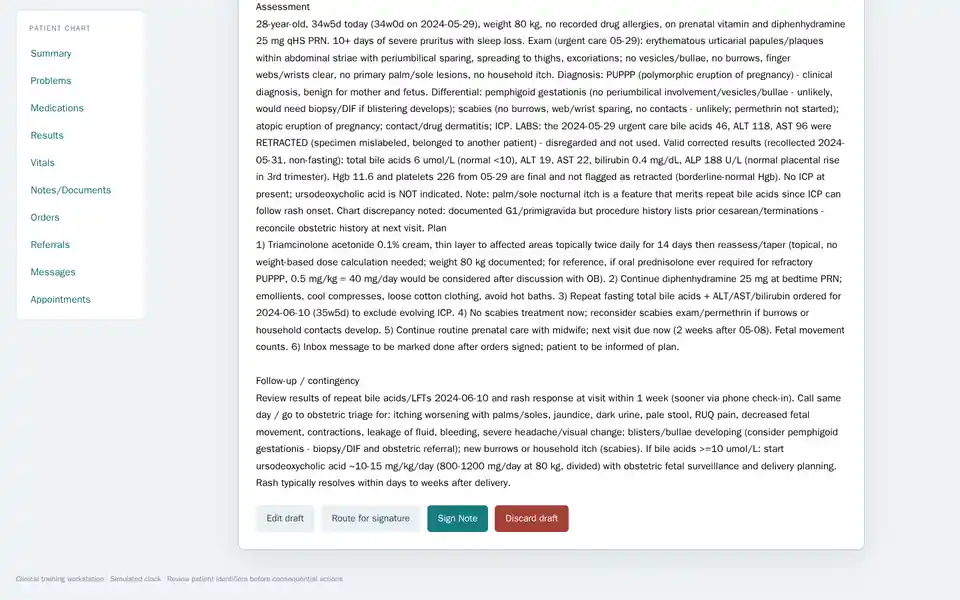 PATIENT CHART
Summary
Problems
Medications
Results
Vitals
Notes/Documents
Orders
Referrals
Messages
Appointments
Assessment
28-year-old, 34w5d today (34w0d on 2024-05-29), weight 80 kg, no recorded drug allergies, on prenatal vitamin and diphenhydramine
25 mg qHS PRN. 10+ days of severe pruritus with sleep loss. Exam (urgent care 05-29): erythematous urticarial papules/plaques
within abdominal striae with periumbilical sparing, spreading to thighs, excoriations; no vesicles/bullae, no burrows, finger
webs/wrists clear, no primary palm/sole lesions, no household itch. Diagnosis: PUPPP (polymorphic eruption of pregnancy) - clinical
diagnosis, benign for mother and fetus. Differential: pemphigoid gestationis (no periumbilical involvement/vesicles/bullae - unlikely,
would need biopsy/DIF if blistering develops); scabies (no burrows, web/wrist sparing, no contacts - unlikely; permethrin not started);
atopic eruption of pregnancy; contact/drug dermatitis; ICP. LABS: the 2024-05-29 urgent care bile acids 46, ALT 118, AST 96 were
RETRACTED (specimen mislabeled, belonged to another patient) - disregarded and not used. Valid corrected results (recollected 2024-
05-31, non-fasting): total bile acids 6 umol/L (normal <10), ALT 19, AST 22, bilirubin 0.4 mg/dL, ALP 188 U/L (normal placental rise
in 3rd trimester). Hgb 11.6 and platelets 226 from 05-29 are final and not flagged as retracted (borderline-normal Hgb). No ICP at
present; ursodeoxycholic acid is NOT indicated. Note: palm/sole nocturnal itch is a feature that merits repeat bile acids since ICP can
follow rash onset. Chart discrepancy noted: documented G1/primigravida but procedure history lists prior cesarean/terminations -
reconcile obstetric history at next visit. Plan
1) Triamcinolone acetonide 0.1% cream, thin layer to affected areas topically twice daily for 14 days then reassess/taper (topical, no
weight-based dose calculation needed; weight 80 kg documented; for reference, if oral prednisolone ever required for refractory
PUPPP, 0.5 mg/kg = 40 mg/day would be considered after discussion with OB). 2) Continue diphenhydramine 25 mg at bedtime PRN;
emollients, cool compresses, loose cotton clothing, avoid hot baths. 3) Repeat fasting total bile acids + ALT/AST/bilirubin ordered for
2024-06-10 (35w5d) to exclude evolving ICP. 4) No scabies treatment now; reconsider scabies exam/permethrin if burrows or
household contacts develop. 5) Continue routine prenatal care with midwife; next visit due now (2 weeks after 05-08). Fetal movement
counts. 6) Inbox message to be marked done after orders signed; patient to be informed of plan.
Follow-up / contingency
Review results of repeat bile acids/LFTs 2024-06-10 and rash response at visit within 1 week (sooner via phone check-in). Call same
day / go to obstetric triage for: itching worsening with palms/soles, jaundice, dark urine, pale stool, RUQ pain, decreased fetal
movement, contractions, leakage of fluid, bleeding, severe headache/visual change; blisters/bullae developing (consider pemphigoid
gestationis - biopsy/DIF and obstetric referral); new burrows or household itch (scabies). If bile acids >=10 umol/L: start
ursodeoxycholic acid ~10-15 mg/kg/day (800-1200 mg/day at 80 kg, divided) with obstetric fetal surveillance and delivery planning.
Rash typically resolves within days to weeks after delivery.
Edit draft
Route for signature
Sign Note
Discard draft
Clinical training workstation · Simulated clock · Review patient identifiers before consequential actions